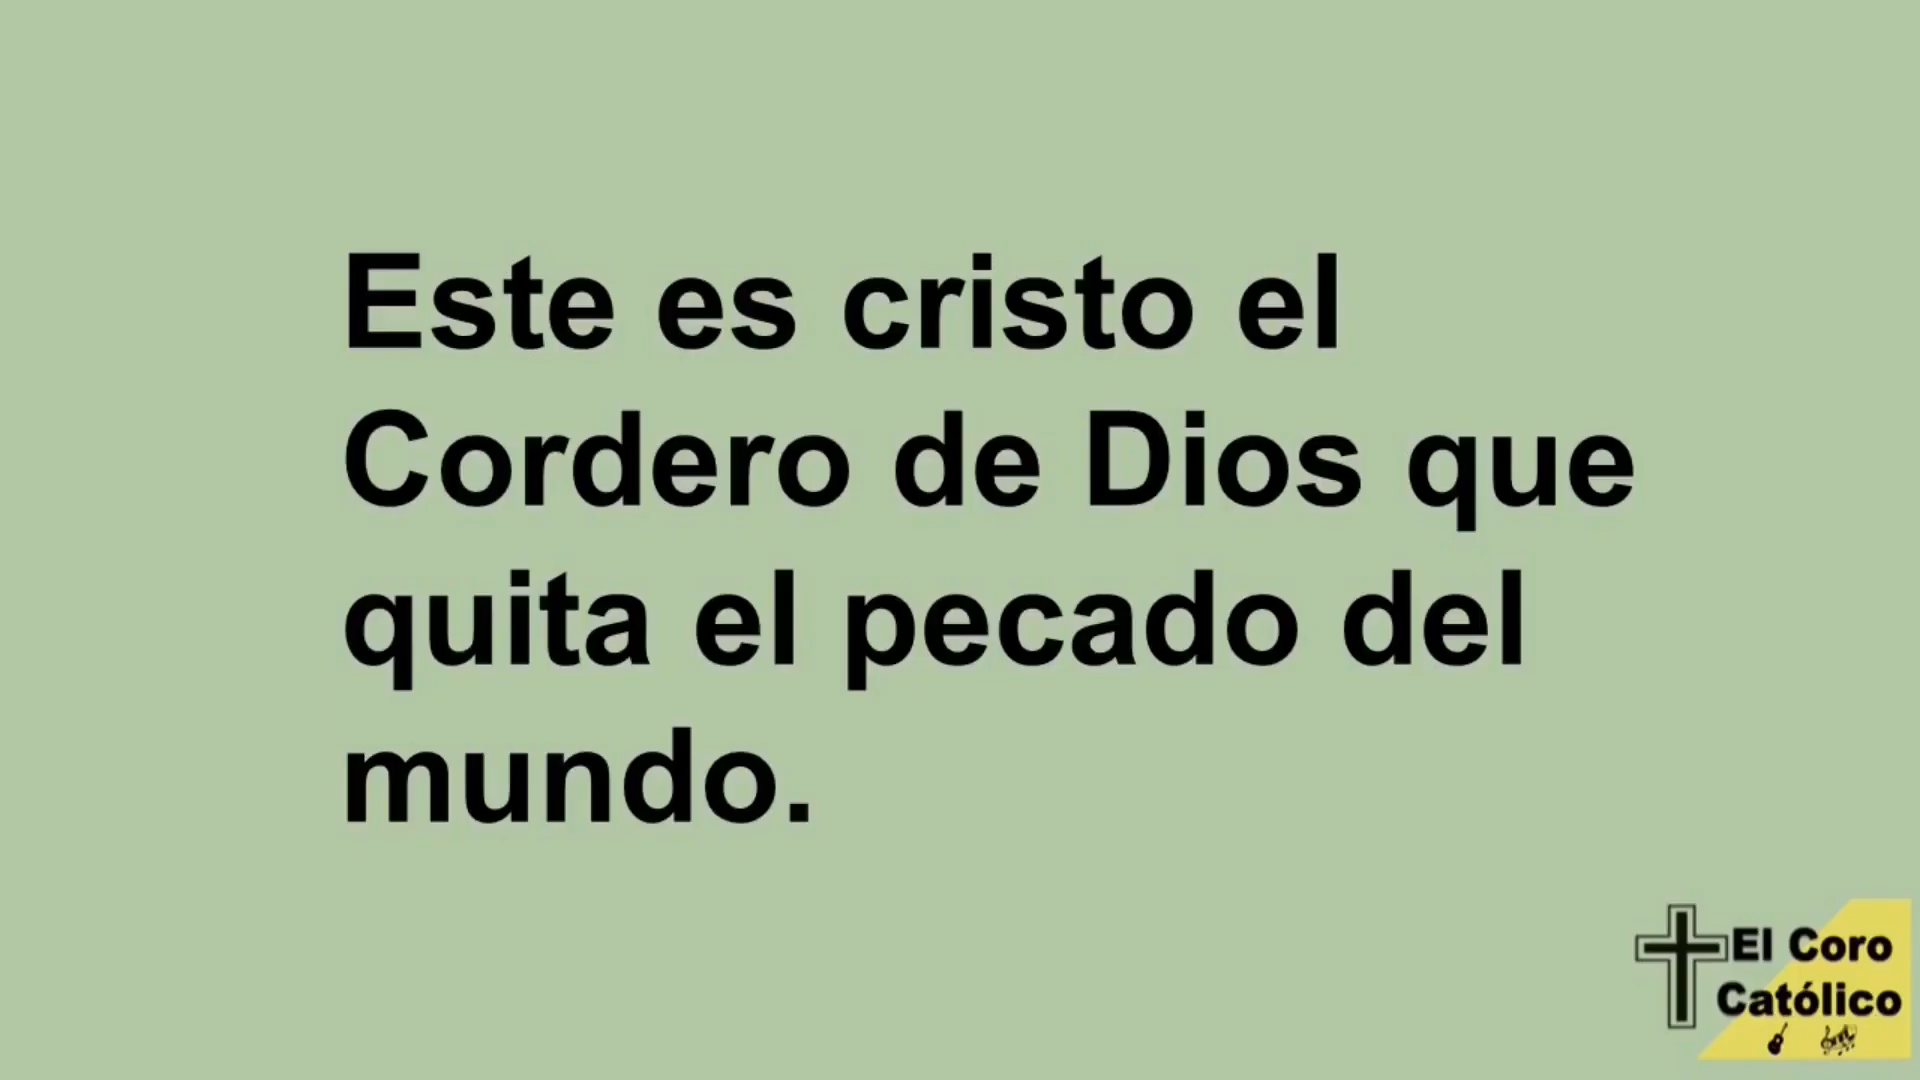 Este es cristo el
Cordero de Dios que
quita el pecado del
mundo.
El Coro
Católico